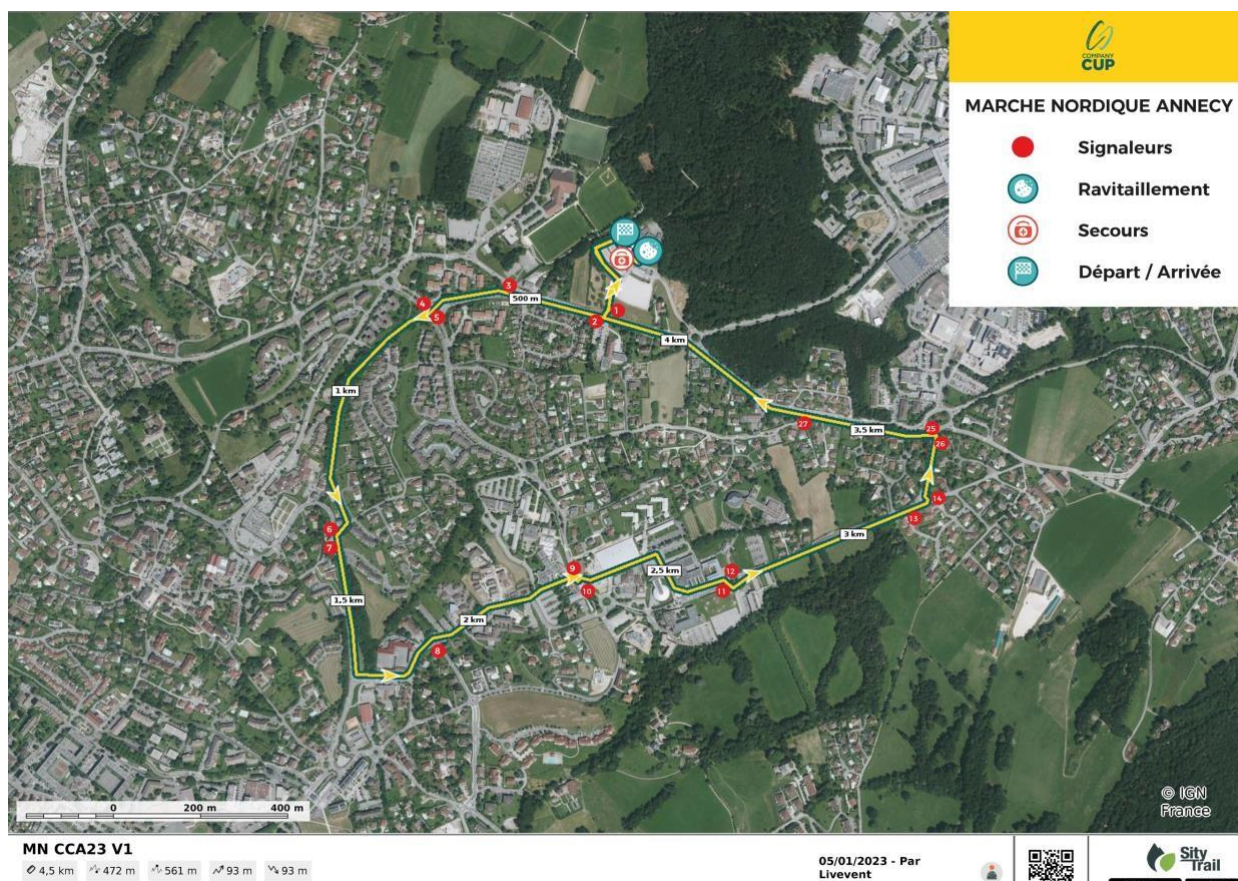 COMPANY
CUP
MARCHE NORDIQUE ANNECY
Signaleurs
Ravitaillement
Secours
Départ / Arrivée
3
500 m
4
5
2
1
4 km
1 km
27
3,5 km
25
26
14
13
3 km
6
7
9
10
2,5 km
12
11
1,5 km
2 km
8
0 200 m 400 m
© IGN
France
MN CCA23 V1
4,5 km 472 m 561 m 93 m 93 m
05/01/2023 - Par
Livevent
Sity
Trail